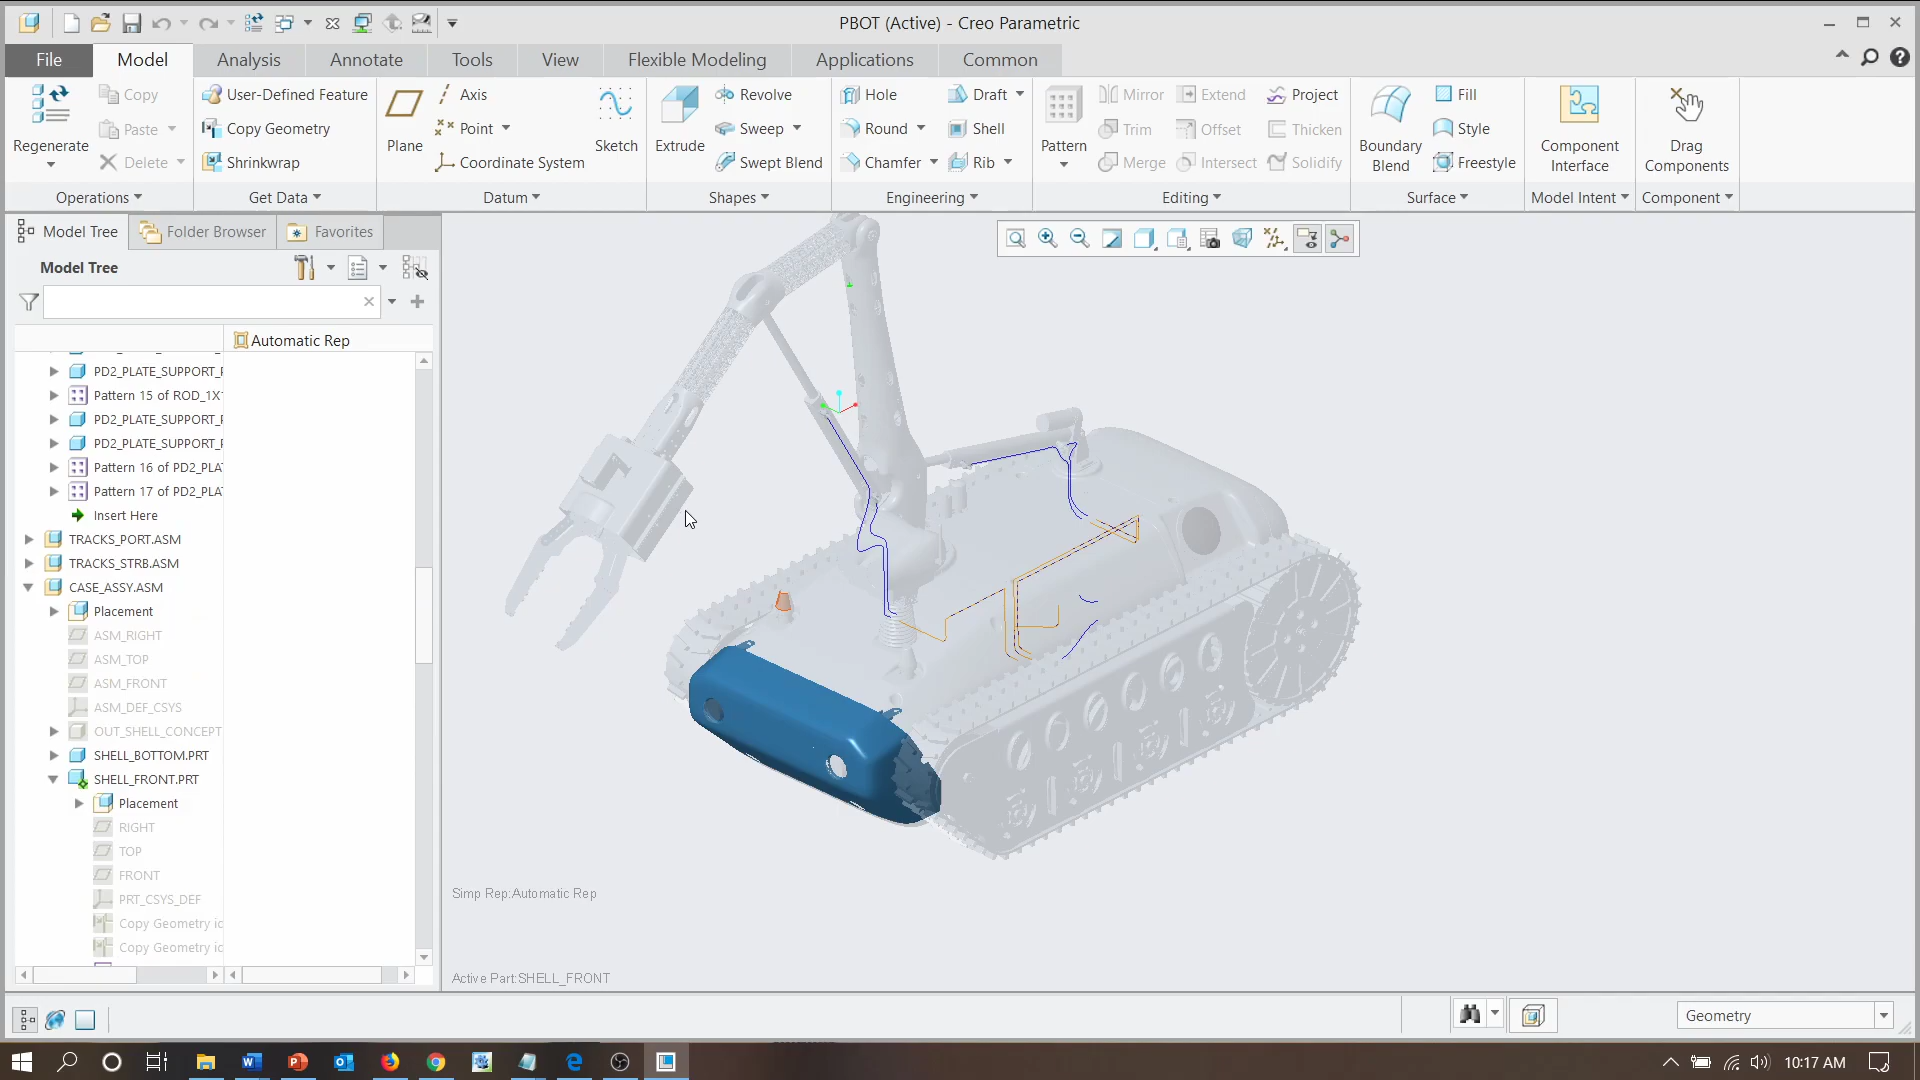 PBOT (Active) - Creo Parametric
File Model Analysis Annotate Tools View Flexible Modeling Applications Common
Regenerate
Copy
Paste
Delete
Operations
User-Defined Feature
Copy Geometry
Shrinkwrap
Get Data
Plane
Axis
Point
Coordinate System
Sketch
Datum
Extrude
Revolve
Sweep
Swept Blend
Shapes
Hole
Round
Chamfer
Draft
Shell
Rib
Engineering
Pattern
Mirror
Trim
Merge
Extend
Offset
Intersect
Project
Thicken
Solidify
Editing
Boundary
Blend
Fill
Style
Freestyle
Surface
Component
Interface
Model Intent
Drag
Components
Component
Model Tree Folder Browser Favorites
Model Tree
Automatic Rep
PD2_PLATE_SUPPORT_F
Pattern 15 of ROD_1X1
PD2_PLATE_SUPPORT_F
PD2_PLATE_SUPPORT_F
Pattern 16 of PD2_PLA
Pattern 17 of PD2_PLA
Insert Here
TRACKS_PORT.ASM
TRACKS_STRB.ASM
CASE_ASSY.ASM
Placement
ASM_RIGHT
ASM_TOP
ASM_FRONT
ASM_DEF_CSYS
OUT_SHELL_CONCEPT
SHELL_BOTTOM.PRT
SHELL_FRONT.PRT
Placement
RIGHT
TOP
FRONT
PRT_CSYS_DEF
Copy Geometry ic
Copy Geometry ic
Simp Rep:Automatic Rep
Active Part:SHELL_FRONT
Geometry
10:17 AM